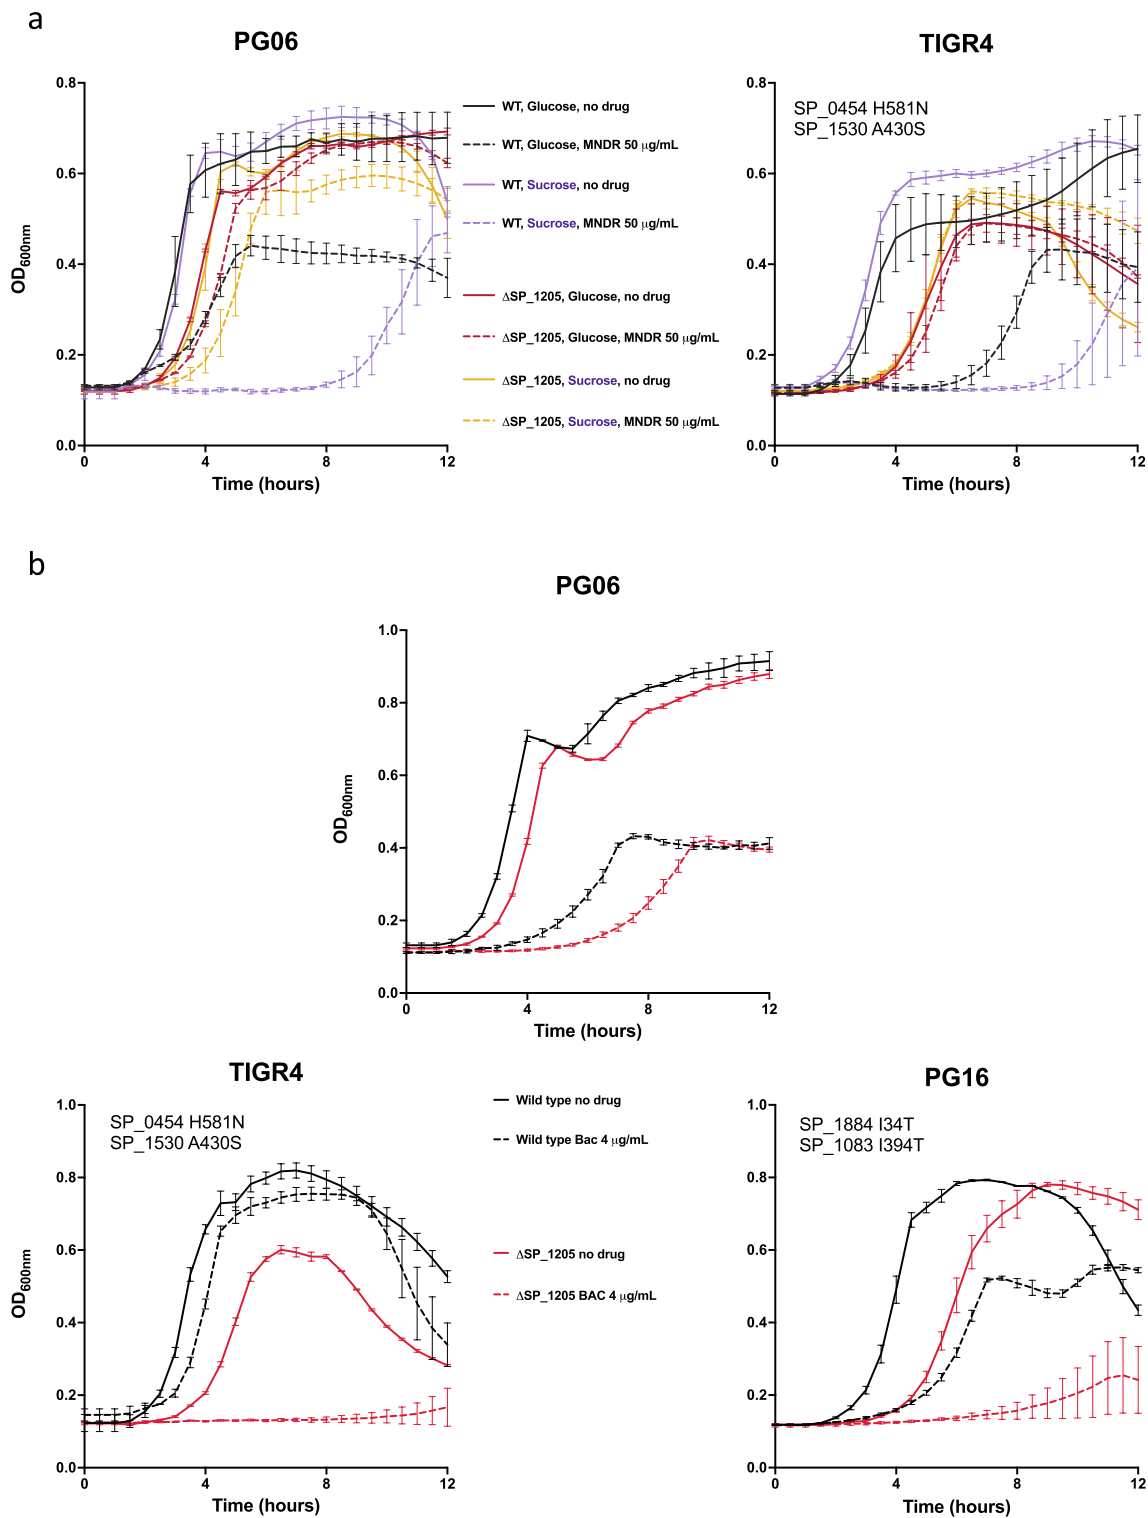 a
PG06
TIGR4
0.8
0.6
0.4
0.2
0.0
OD600nm
0
4
8
12
Time (hours)
WT, Glucose, no drug
WT, Glucose, MNDR 50 μg/mL
WT, Sucrose, no drug
WT, Sucrose, MNDR 50 μg/mL
ΔSP_1205, Glucose, no drug
ΔSP_1205, Glucose, MNDR 50 μg/mL
ΔSP_1205, Sucrose, no drug
ΔSP_1205, Sucrose, MNDR 50 μg/mL
SP_0454 H581N
SP_1530 A430S
0.8
0.6
0.4
0.2
0.0
0
4
8
12
Time (hours)
b
PG06
1.0
0.8
0.6
0.4
0.2
0.0
OD600nm
0
4
8
12
Time (hours)
TIGR4
SP_0454 H581N
SP_1530 A430S
1.0
0.8
0.6
0.4
0.2
0.0
OD600nm
0
4
8
12
Time (hours)
Wild type no drug
Wild type Bac 4 μg/mL
ΔSP_1205 no drug
ΔSP_1205 BAC 4 μg/mL
PG16
SP_1884 I34T
SP_1083 I394T
1.0
0.8
0.6
0.4
0.2
0.0
0
4
8
12
Time (hours)